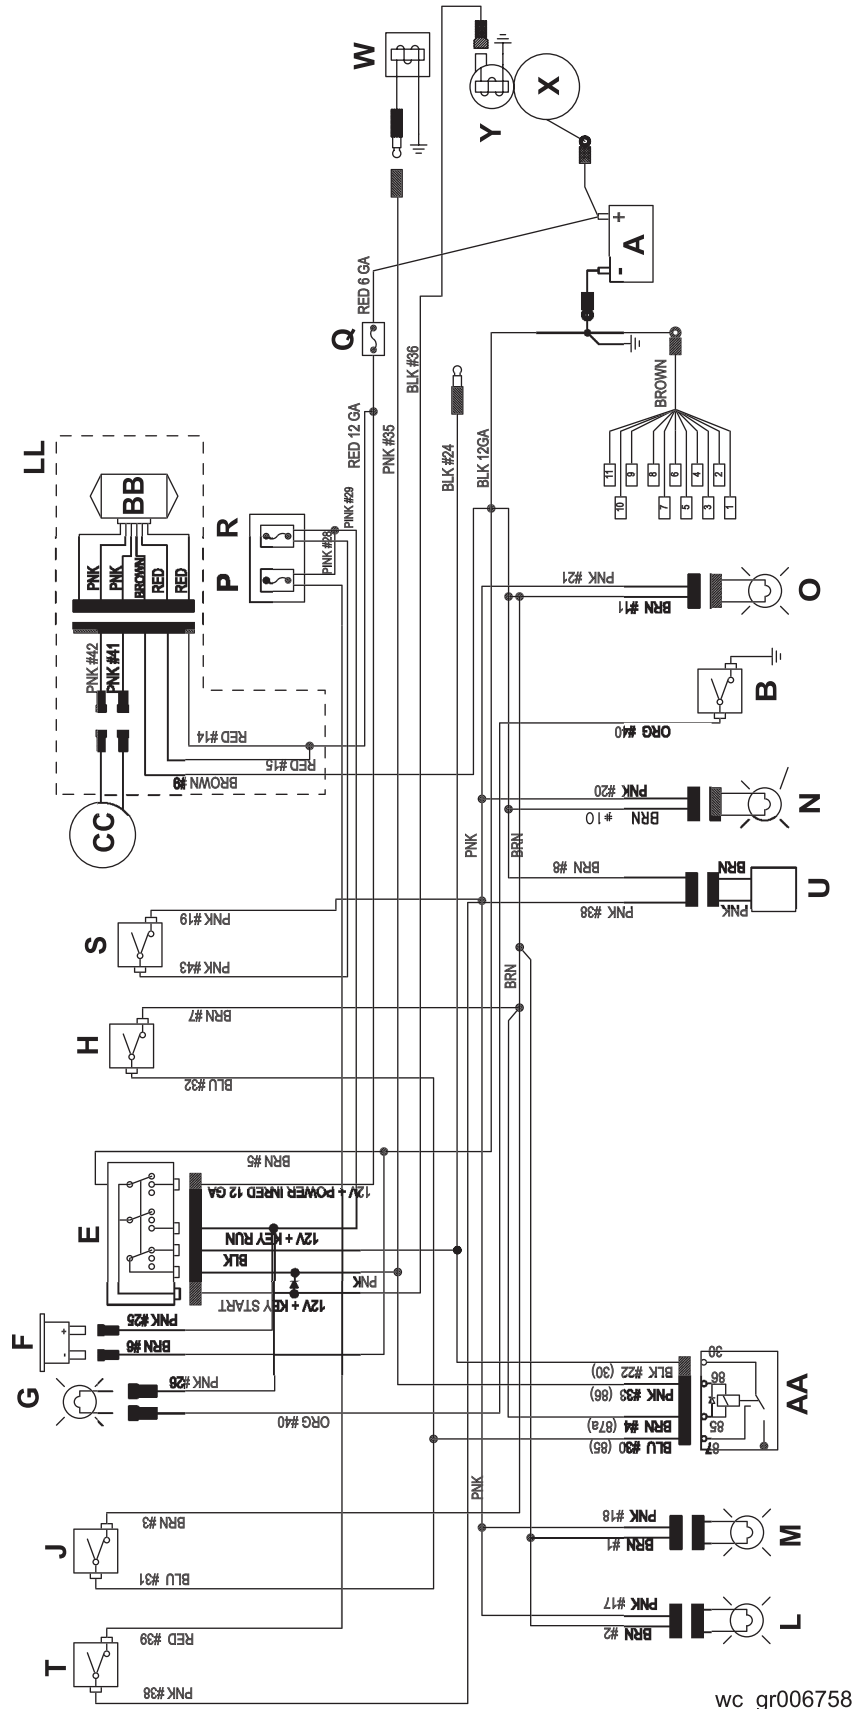 W
Y
X
A
+
-
RED 6 GA
Q
BLK #36
RED 12 GA
PNK #35
BLK #24
BLK 12GA
BROWN
11
9
8
6
4
2
10
7
5
3
1
LL
BB
PNK
PNK
BROWN
RED
RED
PNK #42
PNK #41
RED #14
RED #15
BROWN #9
CC
R
P
PINK #29
PINK #28
PNK #21
BRN #11
O
ORG #40
B
PNK #20
BRN #10
N
PNK
BRN
BRN #8
PNK #38
BRN
PNK
U
S
PNK #19
PNK #43
BRN
H
BRN #7
BLU #32
E
BRN #5
12V + POWER INRED 12 GA
12V + KEY RUN
BLK
PNK
12V + KEY START
F
+
-
PNK #25
BRN #6
G
PNK #26
ORG #40
BLK #22 (30)
PNK #33 (86)
BRN #4 (87a)
BLU #30 (85)
30
86
85
87
AA
J
BRN #3
BLU #31
PNK
PNK #18
BRN #1
M
PNK #17
BRN #2
L
T
RED #39
PNK #38
wc_gr006758